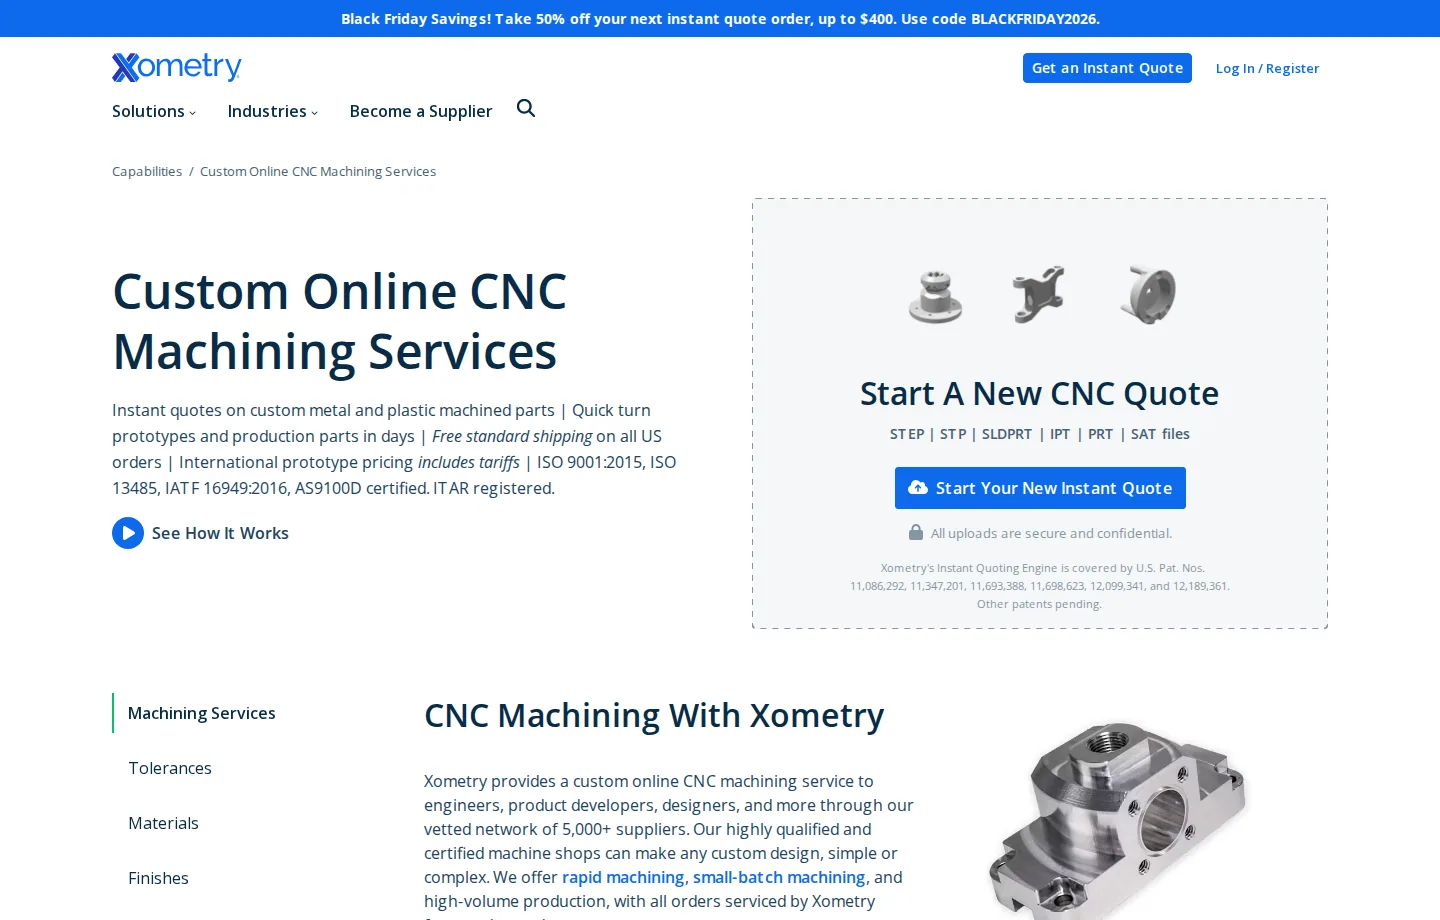 Black Friday Savings! Take 50% off your next instant quote order, up to $400. Use code BLACKFRIDAY2026.
Xometry
Get an Instant Quote
Log In / Register
Solutions
Industries
Become a Supplier
Capabilities / Custom Online CNC Machining Services
Custom Online CNC
Machining Services
Instant quotes on custom metal and plastic machined parts | Quick turn
prototypes and production parts in days | Free standard shipping on all US
orders | International prototype pricing includes tariffs | ISO 9001:2015, ISO
13485, IATF 16949:2016, AS9100D certified. ITAR registered.
See How It Works
Start A New CNC Quote
STEP | STP | SLDPRT | IPT | PRT | SAT files
Start Your New Instant Quote
All uploads are secure and confidential.
Xometry's Instant Quoting Engine is covered by U.S. Pat. Nos.
11,086,292, 11,347,201, 11,693,388, 11,698,623, 12,099,341, and 12,189,361.
Other patents pending.
Machining Services
Tolerances
Materials
Finishes
CNC Machining With Xometry
Xometry provides a custom online CNC machining service to
engineers, product developers, designers, and more through our
vetted network of 5,000+ suppliers. Our highly qualified and
certified machine shops can make any custom design, simple or
complex. We offer rapid machining, small-batch machining, and
high-volume production, with all orders serviced by Xometry